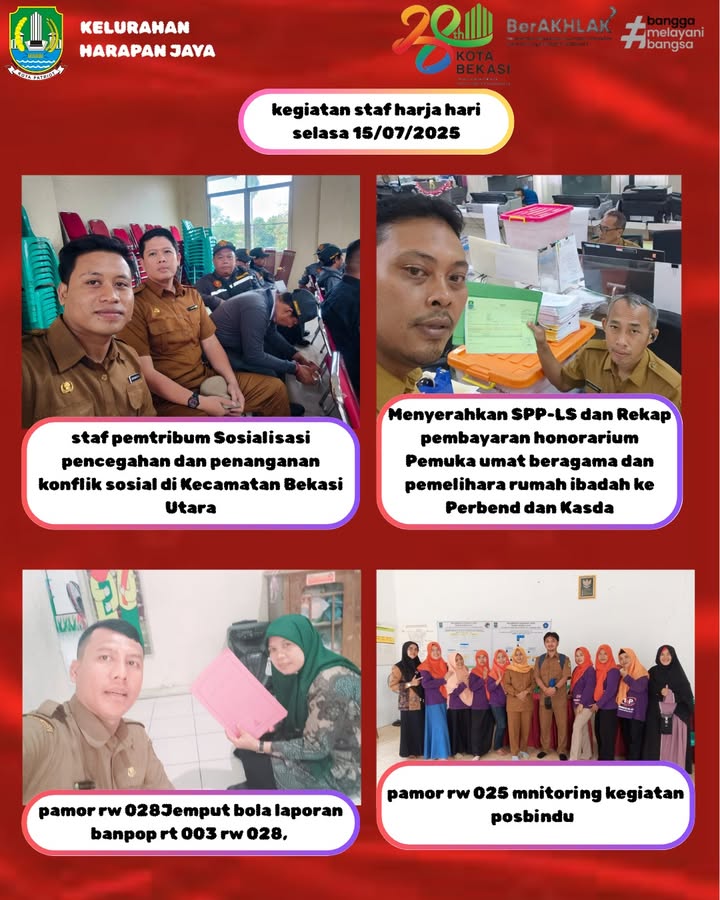 KELURAHAN
HARAPAN JAYA
KOTA PATRIOT
28th
KOTA
BEKASI
BerAKHLAK
#bangga
melayani
bangsa
kegiatan staf harja hari
selasa 15/07/2025
staf pemtribum Sosialisasi
pencegahan dan penanganan
konflik sosial di Kecamatan Bekasi
Utara
Menyerahkan SPP-LS dan Rekap
pembayaran honorarium
Pemuka umat beragama dan
pemelihara rumah ibadah ke
Perbend dan Kasda
pamor rw 028Jemput bola laporan
banpop rt 003 rw 028,
pamor rw 025 mnitoring kegiatan
posbindu